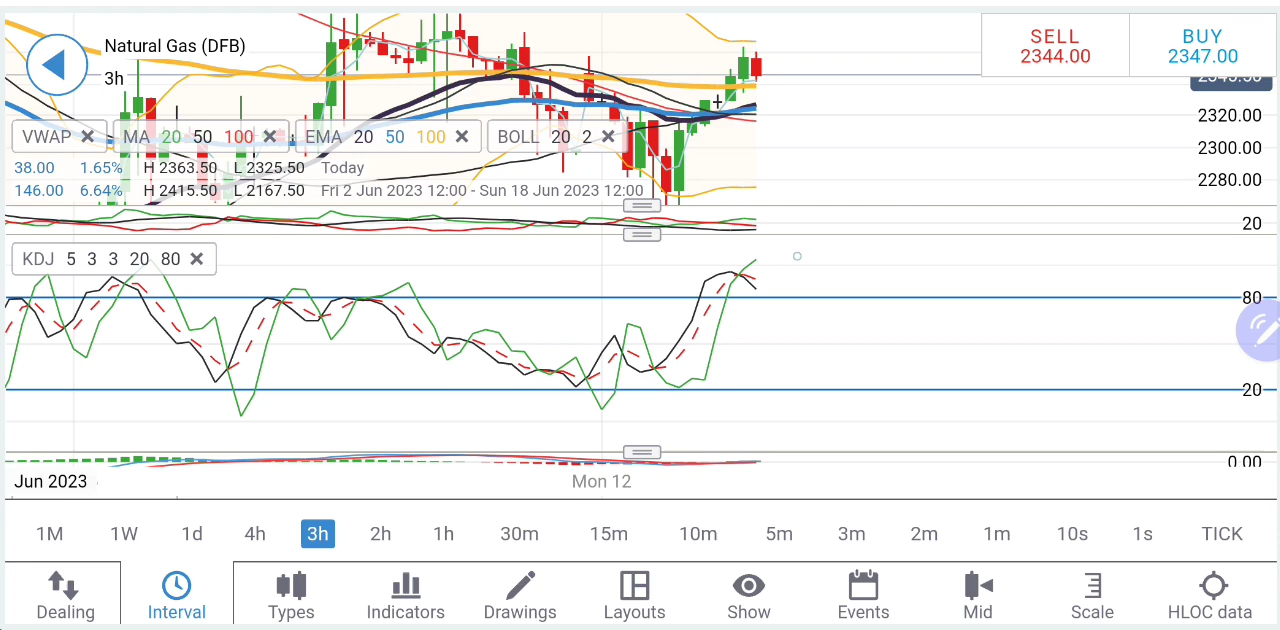 Natural Gas (DFB)
3h
SELL
2344.00
BUY
2347.00
2320.00
2300.00
2280.00
VWAP
MA 20 50 100
EMA 20 50 100
BOLL 20 2
38.00 1.65% H 2363.50 L 2325.50 Today
146.00 6.64% H 2415.50 L 2167.50 Fri 2 Jun 2023 12:00 - Sun 18 Jun 2023 12:00
20
KDJ 5 3 3 20 80
80
20
0.00
Jun 2023
Mon 12
1M 1W 1d 4h 3h 2h 1h 30m 15m 10m 5m 3m 2m 1m 10s 1s TICK
Dealing Interval Types Indicators Drawings Layouts Show Events Mid Scale HLOC data